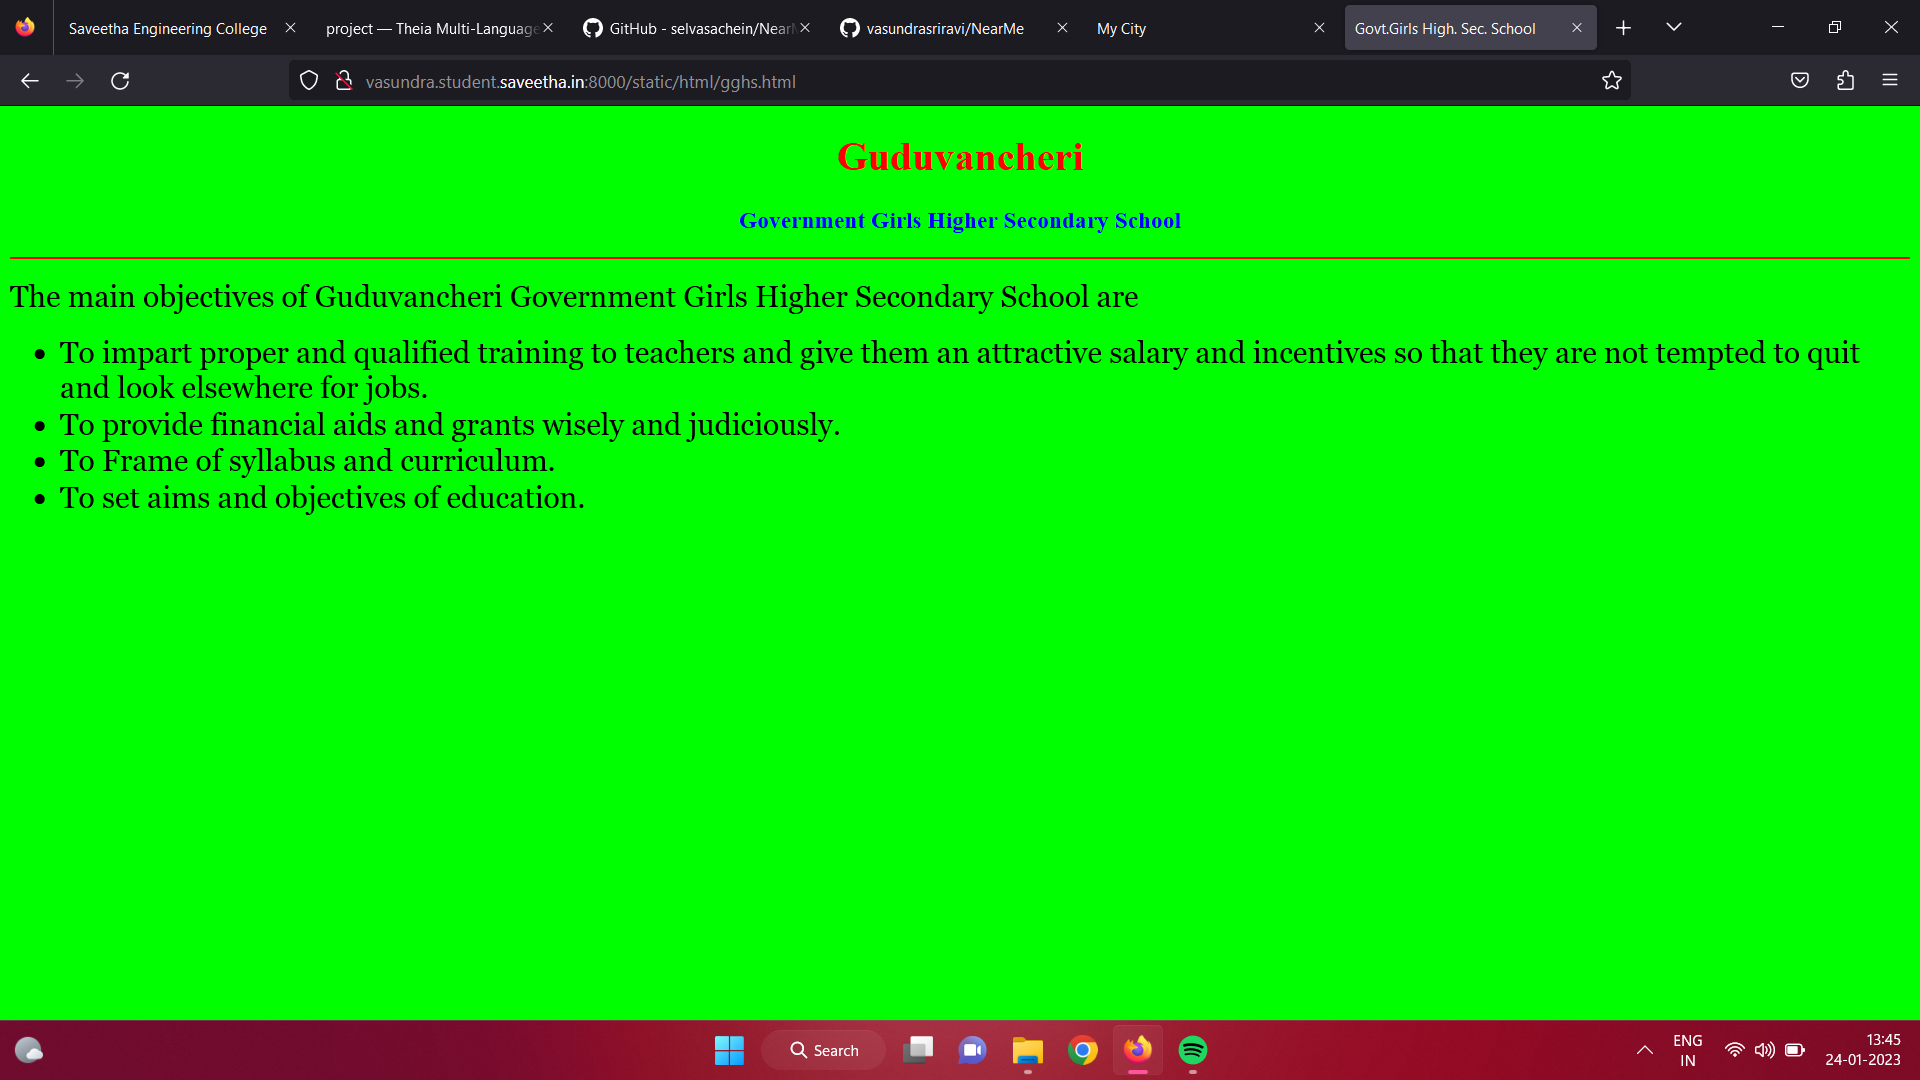 Saveetha Engineering College
project — Theia Multi-Language
GitHub - selvasachein/Near
vasundrasriravi/NearMe
My City
Govt.Girls High. Sec. School
vasundra.student.saveetha.in:8000/static/html/gghs.html
Guduvancheri
Government Girls Higher Secondary School
The main objectives of Guduvancheri Government Girls Higher Secondary School are
• To impart proper and qualified training to teachers and give them an attractive salary and incentives so that they are not tempted to quit
and look elsewhere for jobs.
• To provide financial aids and grants wisely and judiciously.
• To Frame of syllabus and curriculum.
• To set aims and objectives of education.
Search
ENG
IN
13:45
24-01-2023